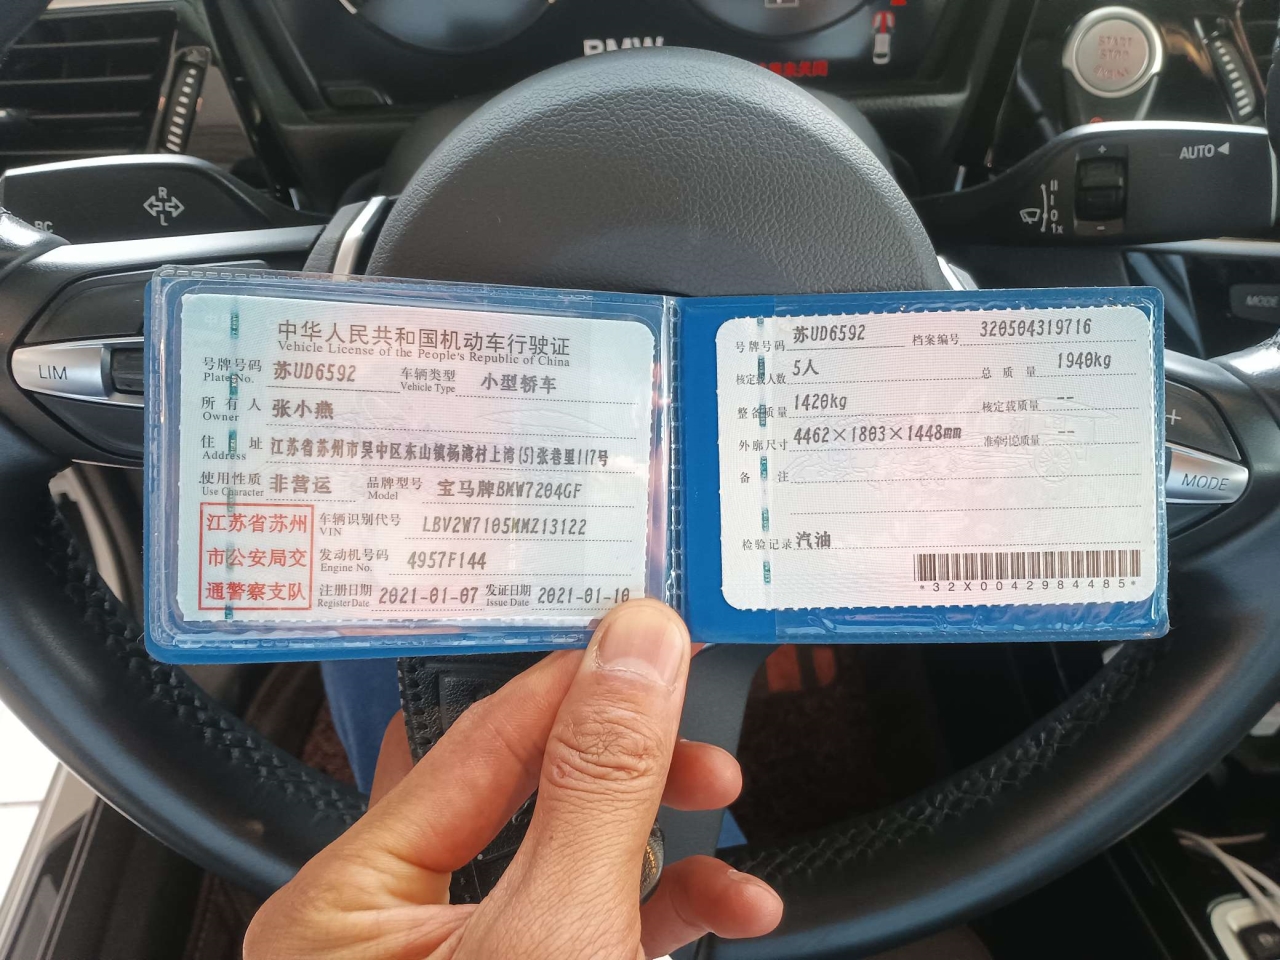 BMW
未关闭
START
STOP
AUTO
R
L
BC
1x
LIM
MODE
MODE
中华人民共和国机动车行驶证
Vehicle License of the People's Republic of China
号牌号码 苏UD6592 车辆类型 小型轿车
Plate No. Vehicle Type
所有人 张小燕
Owner
住址 江苏省苏州市吴中区东山镇杨湾村上湾(5)张巷里117号
Address
使用性质 非营运 品牌型号 宝马牌BMW7204GF
Use Character Model
江苏省苏州
市公安局交
通警察支队
车辆识别代号 LBV2W7105MMZ13122
VIN
发动机号码 4957F144
Engine No.
注册日期 2021-01-07 发证日期 2021-01-10
Register Date Issue Date
号牌号码 苏UD6592 档案编号 320504319716
核定载人数 5人 总质量 1940kg
整备质量 1420kg 核定载质量 --
外廓尺寸 4462×1803×1448mm 准牵引总质量 --
备注
检验记录 汽油
*32X0042984485*